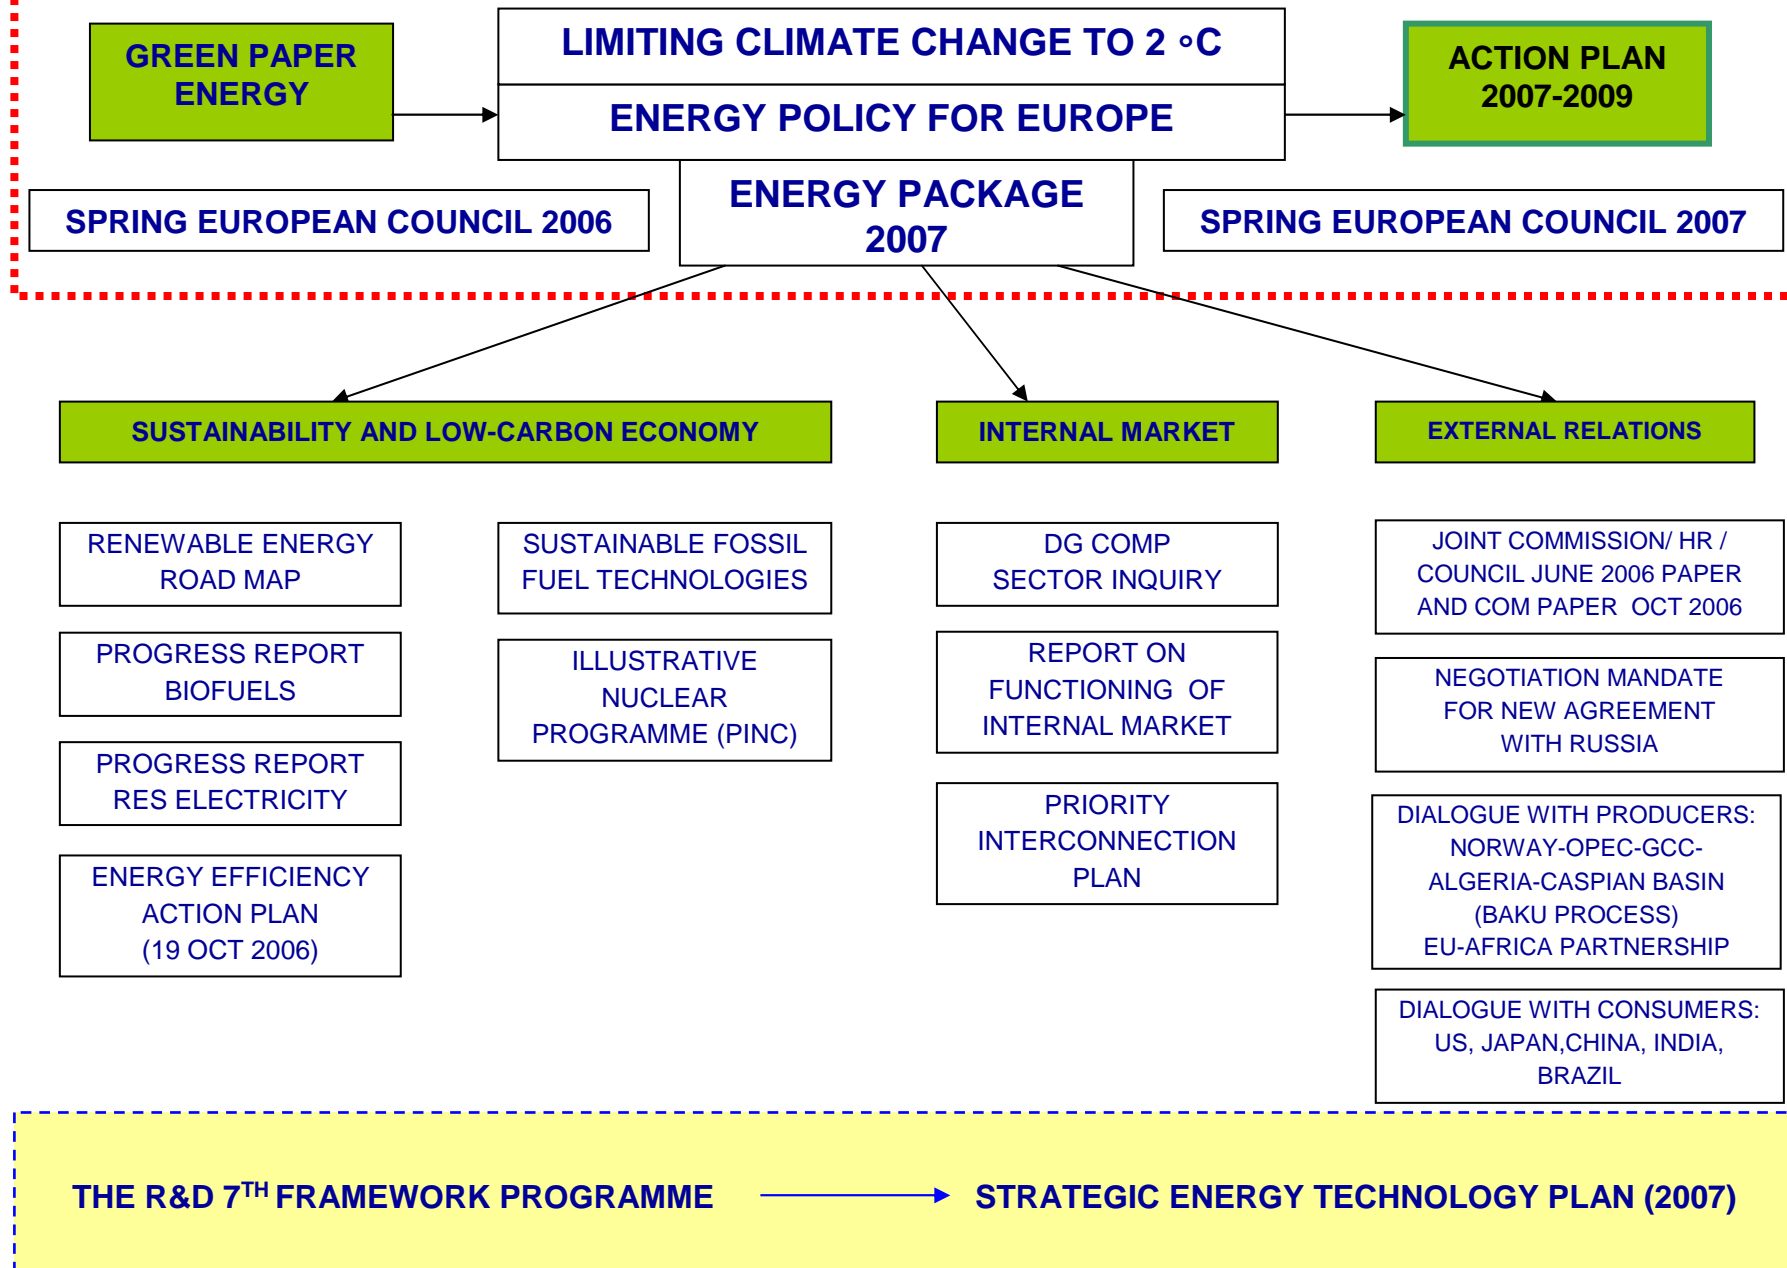 GREEN PAPER
ENERGY
LIMITING CLIMATE CHANGE TO 2 °C
ENERGY POLICY FOR EUROPE
ACTION PLAN
2007-2009
SPRING EUROPEAN COUNCIL 2006
ENERGY PACKAGE
2007
SPRING EUROPEAN COUNCIL 2007
SUSTAINABILITY AND LOW-CARBON ECONOMY
RENEWABLE ENERGY
ROAD MAP
PROGRESS REPORT
BIOFUELS
PROGRESS REPORT
RES ELECTRICITY
ENERGY EFFICIENCY
ACTION PLAN
(19 OCT 2006)
SUSTAINABLE FOSSIL
FUEL TECHNOLOGIES
ILLUSTRATIVE
NUCLEAR
PROGRAMME (PINC)
INTERNAL MARKET
DG COMP
SECTOR INQUIRY
REPORT ON
FUNCTIONING OF
INTERNAL MARKET
PRIORITY
INTERCONNECTION
PLAN
EXTERNAL RELATIONS
JOINT COMMISSION/ HR /
COUNCIL JUNE 2006 PAPER
AND COM PAPER OCT 2006
NEGOTIATION MANDATE
FOR NEW AGREEMENT
WITH RUSSIA
DIALOGUE WITH PRODUCERS:
NORWAY-OPEC-GCC-
ALGERIA-CASPIAN BASIN
(BAKU PROCESS)
EU-AFRICA PARTNERSHIP
DIALOGUE WITH CONSUMERS:
US, JAPAN,CHINA, INDIA,
BRAZIL
THE R&D 7TH FRAMEWORK PROGRAMME
STRATEGIC ENERGY TECHNOLOGY PLAN (2007)